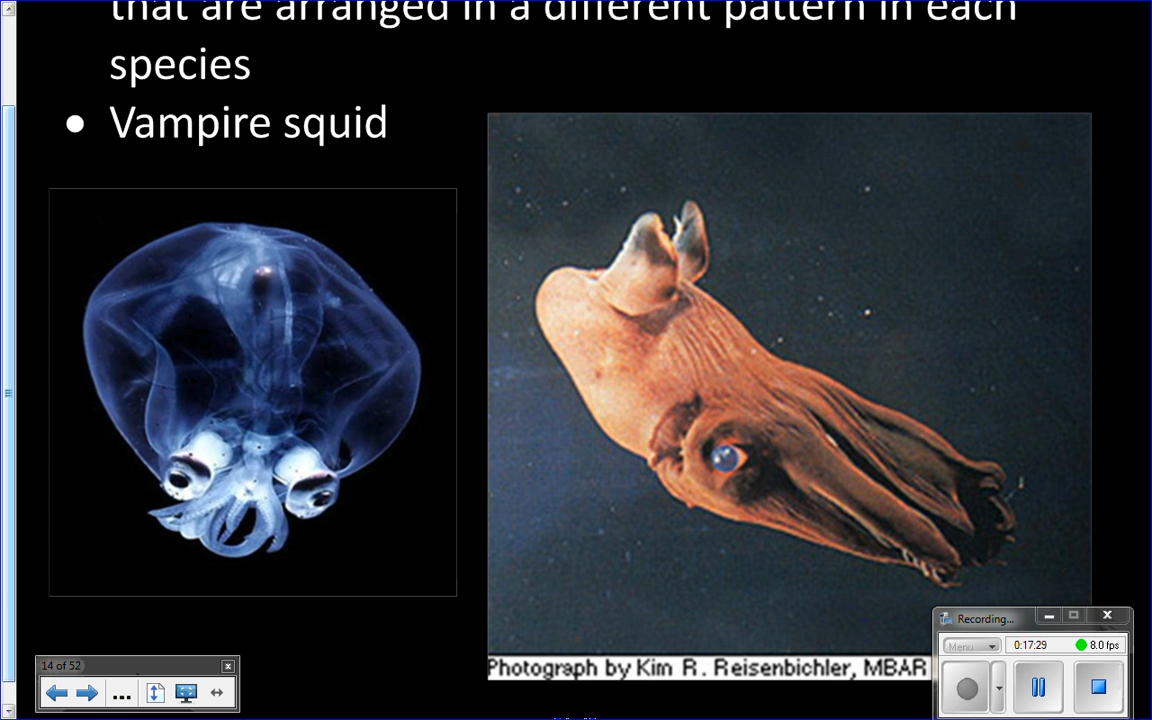 that are arranged in a different pattern in each
species
● Vampire squid
Photograph by Kim R. Reisenbichler, MBAR
Recording...
Menu
0:17:29
8.0 fps
14 of 52
...